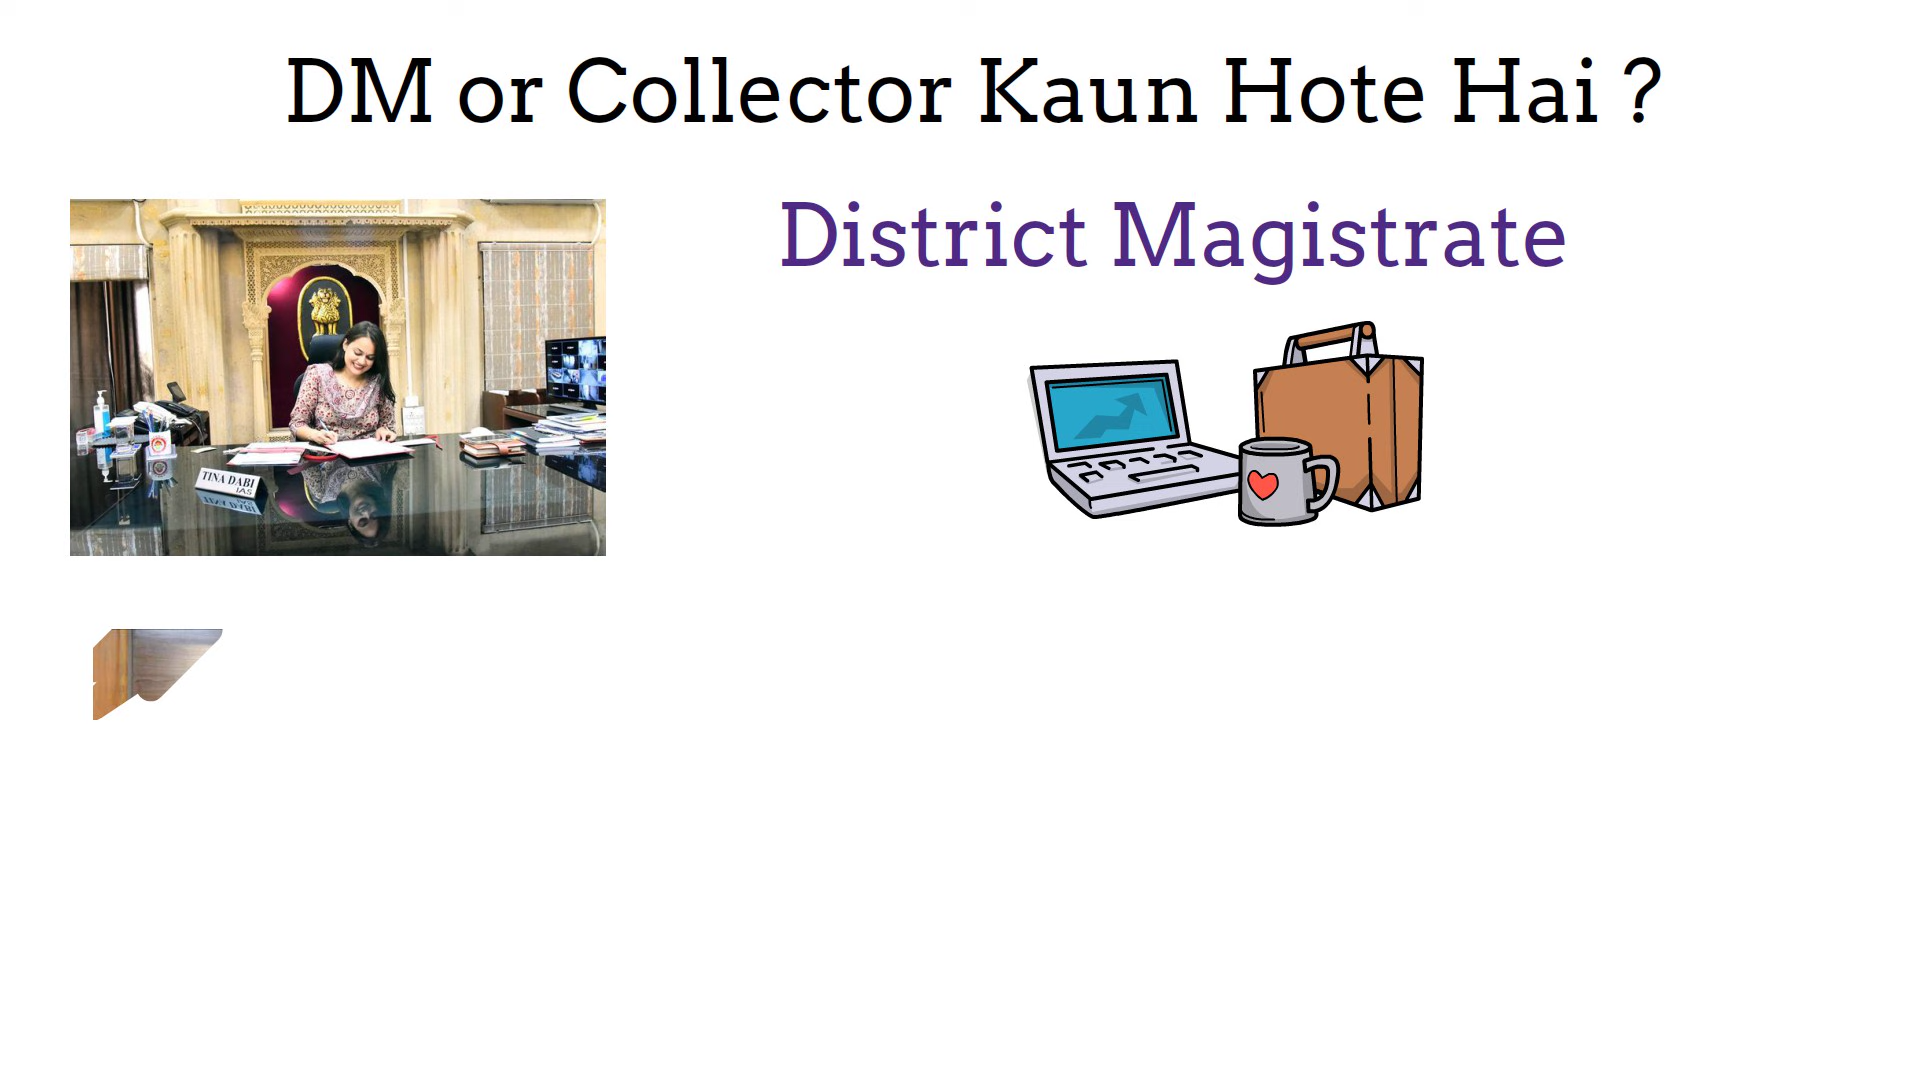 DM or Collector Kaun Hote Hai ?
District Magistrate
TINA DABI
IAS